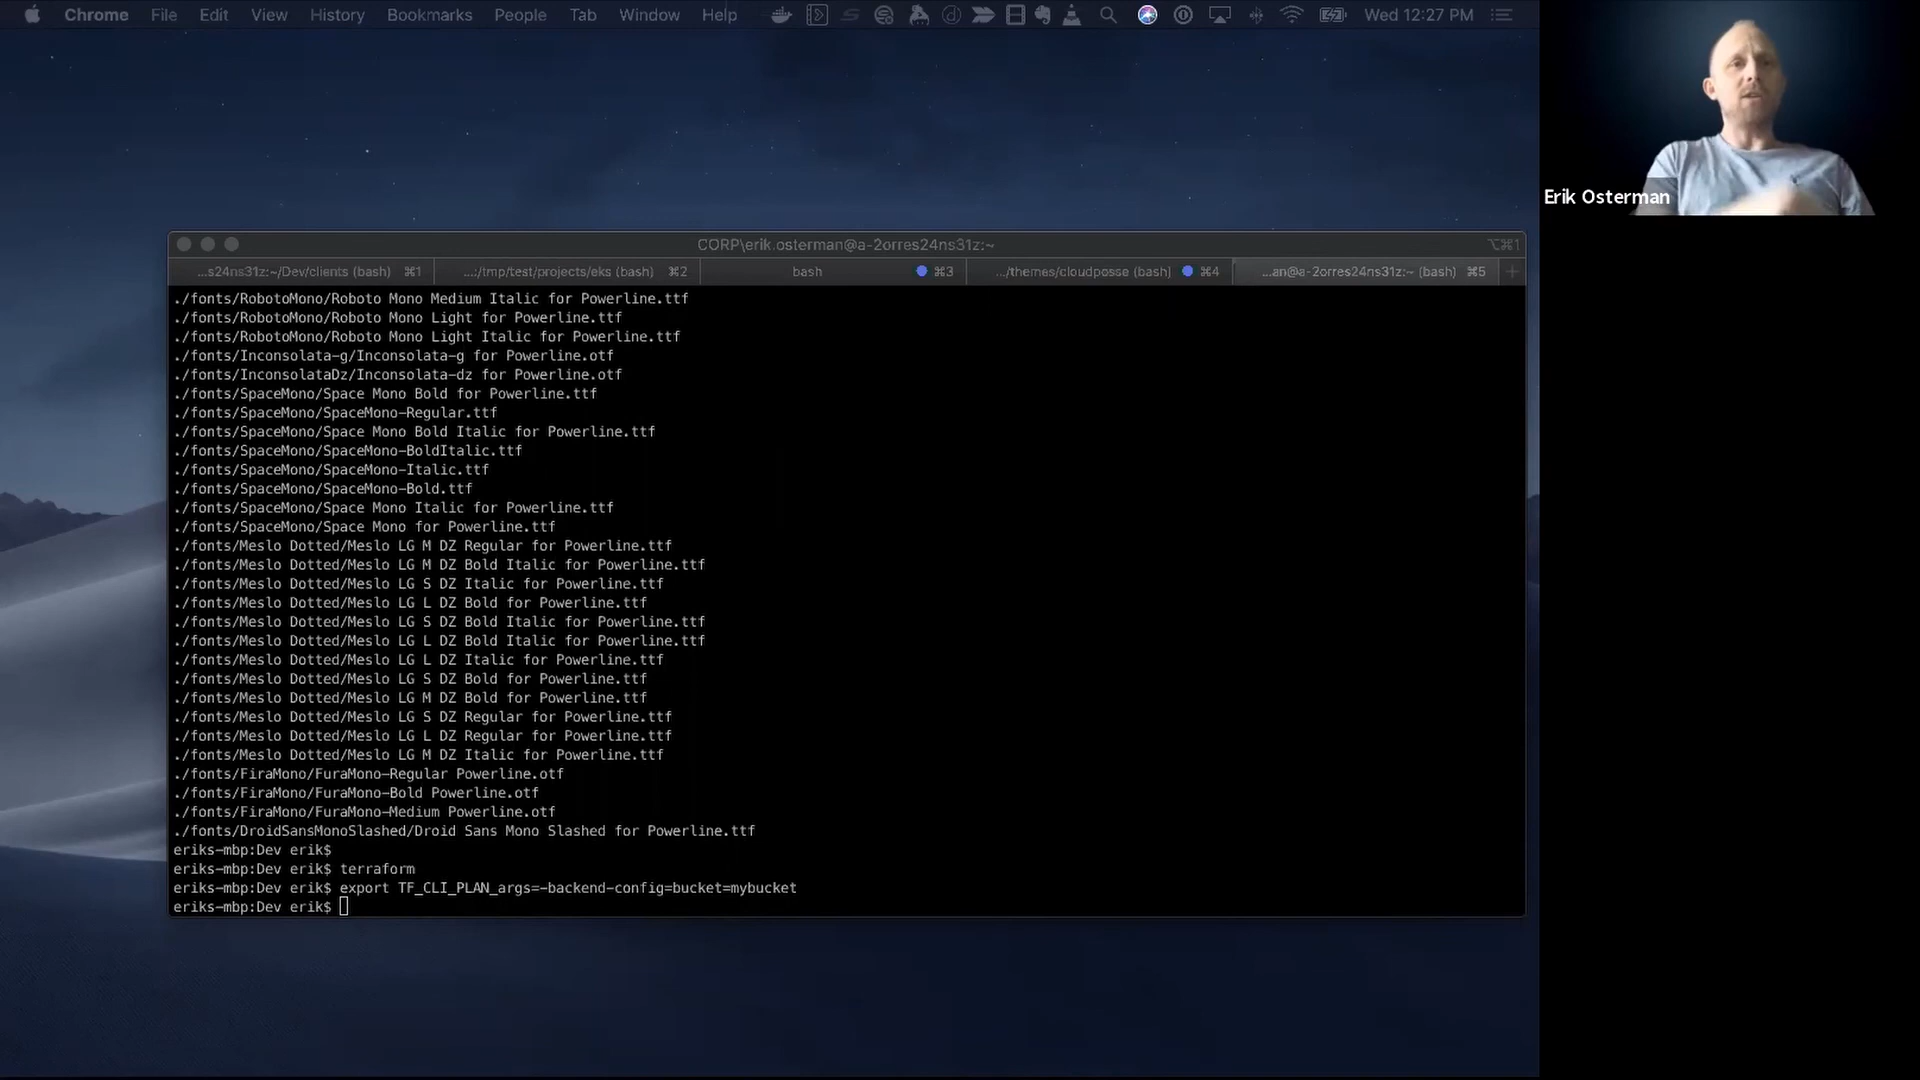 Chrome File Edit View History Bookmarks People Tab Window Help Wed 12:27 PM
Erik Osterman
CORP\erik.osterman@a-2orres24ns31z:~ ⌥⌘1
...s24ns31z:~/Dev/clients (bash) ⌘1 ...:/tmp/test/projects/eks (bash) ⌘2 bash ⌘3 .../themes/cloudposse (bash) ⌘4 ...an@a-2orres24ns31z:~ (bash) ⌘5
./fonts/RobotoMono/Roboto Mono Medium Italic for Powerline.ttf
./fonts/RobotoMono/Roboto Mono Light for Powerline.ttf
./fonts/RobotoMono/Roboto Mono Light Italic for Powerline.ttf
./fonts/Inconsolata-g/Inconsolata-g for Powerline.otf
./fonts/InconsolataDz/Inconsolata-dz for Powerline.otf
./fonts/SpaceMono/Space Mono Bold for Powerline.ttf
./fonts/SpaceMono/SpaceMono-Regular.ttf
./fonts/SpaceMono/Space Mono Bold Italic for Powerline.ttf
./fonts/SpaceMono/SpaceMono-BoldItalic.ttf
./fonts/SpaceMono/SpaceMono-Italic.ttf
./fonts/SpaceMono/SpaceMono-Bold.ttf
./fonts/SpaceMono/Space Mono Italic for Powerline.ttf
./fonts/SpaceMono/Space Mono for Powerline.ttf
./fonts/Meslo Dotted/Meslo LG M DZ Regular for Powerline.ttf
./fonts/Meslo Dotted/Meslo LG M DZ Bold Italic for Powerline.ttf
./fonts/Meslo Dotted/Meslo LG S DZ Italic for Powerline.ttf
./fonts/Meslo Dotted/Meslo LG L DZ Bold for Powerline.ttf
./fonts/Meslo Dotted/Meslo LG S DZ Bold Italic for Powerline.ttf
./fonts/Meslo Dotted/Meslo LG L DZ Bold Italic for Powerline.ttf
./fonts/Meslo Dotted/Meslo LG L DZ Italic for Powerline.ttf
./fonts/Meslo Dotted/Meslo LG S DZ Bold for Powerline.ttf
./fonts/Meslo Dotted/Meslo LG M DZ Bold for Powerline.ttf
./fonts/Meslo Dotted/Meslo LG S DZ Regular for Powerline.ttf
./fonts/Meslo Dotted/Meslo LG L DZ Regular for Powerline.ttf
./fonts/Meslo Dotted/Meslo LG M DZ Italic for Powerline.ttf
./fonts/FiraMono/FuraMono-Regular Powerline.otf
./fonts/FiraMono/FuraMono-Bold Powerline.otf
./fonts/FiraMono/FuraMono-Medium Powerline.otf
./fonts/DroidSansMonoSlashed/Droid Sans Mono Slashed for Powerline.ttf
eriks-mbp:Dev erik$
eriks-mbp:Dev erik$ terraform
eriks-mbp:Dev erik$ export TF_CLI_PLAN_args=-backend-config=bucket=mybucket
eriks-mbp:Dev erik$